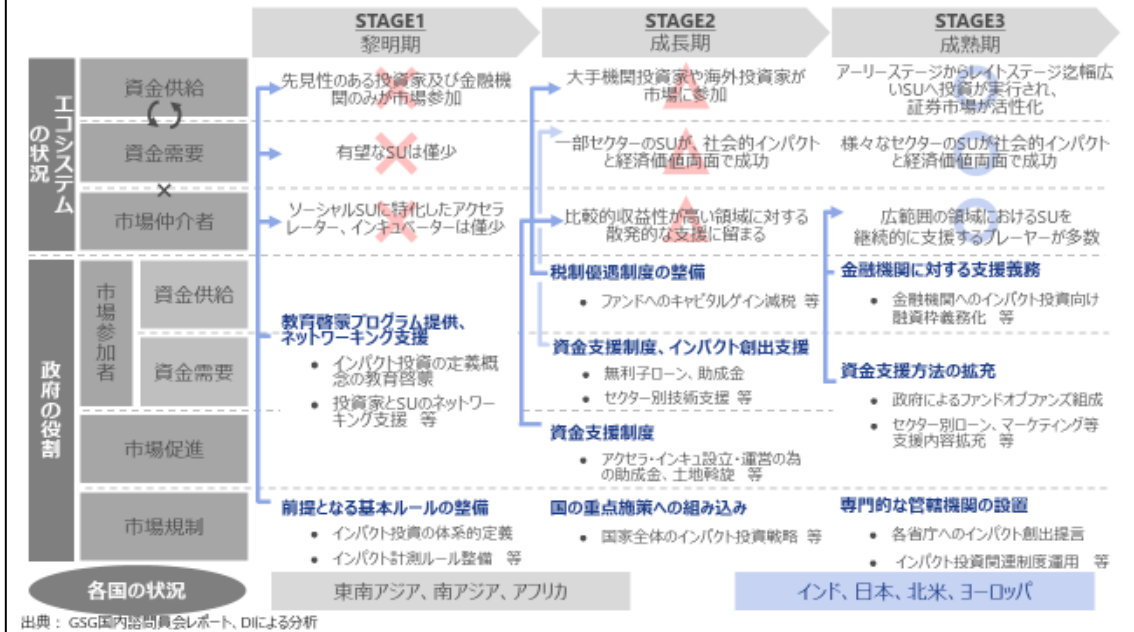 STAGE1
黎明期
STAGE2
成長期
STAGE3
成熟期
エコシステム
の状況
資金供給
先見性のある投資家及び金融機
関のみが市場参加
大手機関投資家や海外投資家が
市場に参加
アーリーステージからレイトステージ迄幅広
いSUへ投資が実行され、
証券市場が活性化
資金需要
有望なSUは僅少
一部セクターのSUが、社会的インパクト
と経済価値両面で成功
様々なセクターのSUが社会的インパクト
と経済価値両面で成功
×
市場仲介者
ソーシャルSUに特化したアクセラ
レーター、インキュベーターは僅少
比較的収益性が高い領域に対する
散発的な支援に留まる
広範囲の領域におけるSUを
継続的に支援するプレーヤーが多数
政府の役割
市場参加者
資金供給
資金需要
教育啓蒙プログラム提供、
ネットワーキング支援
• インパクト投資の定義概
念の教育啓蒙
• 投資家とSUのネットワー
キング支援 等
税制優遇制度の整備
• ファンドへのキャピタルゲイン減税 等
資金支援制度、インパクト創出支援
• 無利子ローン、助成金
• セクター別技術支援 等
金融機関に対する支援義務
• 金融機関へのインパクト投資向け
融資枠義務化 等
資金支援方法の拡充
• 政府によるファンドオブファンズ組成
• セクター別ローン、マーケティング等
支援内容拡充 等
市場促進
資金支援制度
• アクセラ・インキュ設立・運営の為
の助成金、土地斡旋 等
市場規制
前提となる基本ルールの整備
• インパクト投資の体系的定義
• インパクト計測ルール整備 等
国の重点施策への組み込み
• 国家全体のインパクト投資戦略 等
専門的な管轄機関の設置
• 各省庁へのインパクト創出提言
• インパクト投資関連制度運用 等
各国の状況
東南アジア、南アジア、アフリカ
インド、日本、北米、ヨーロッパ
出典： GSG国内諮問員会レポート、DIによる分析